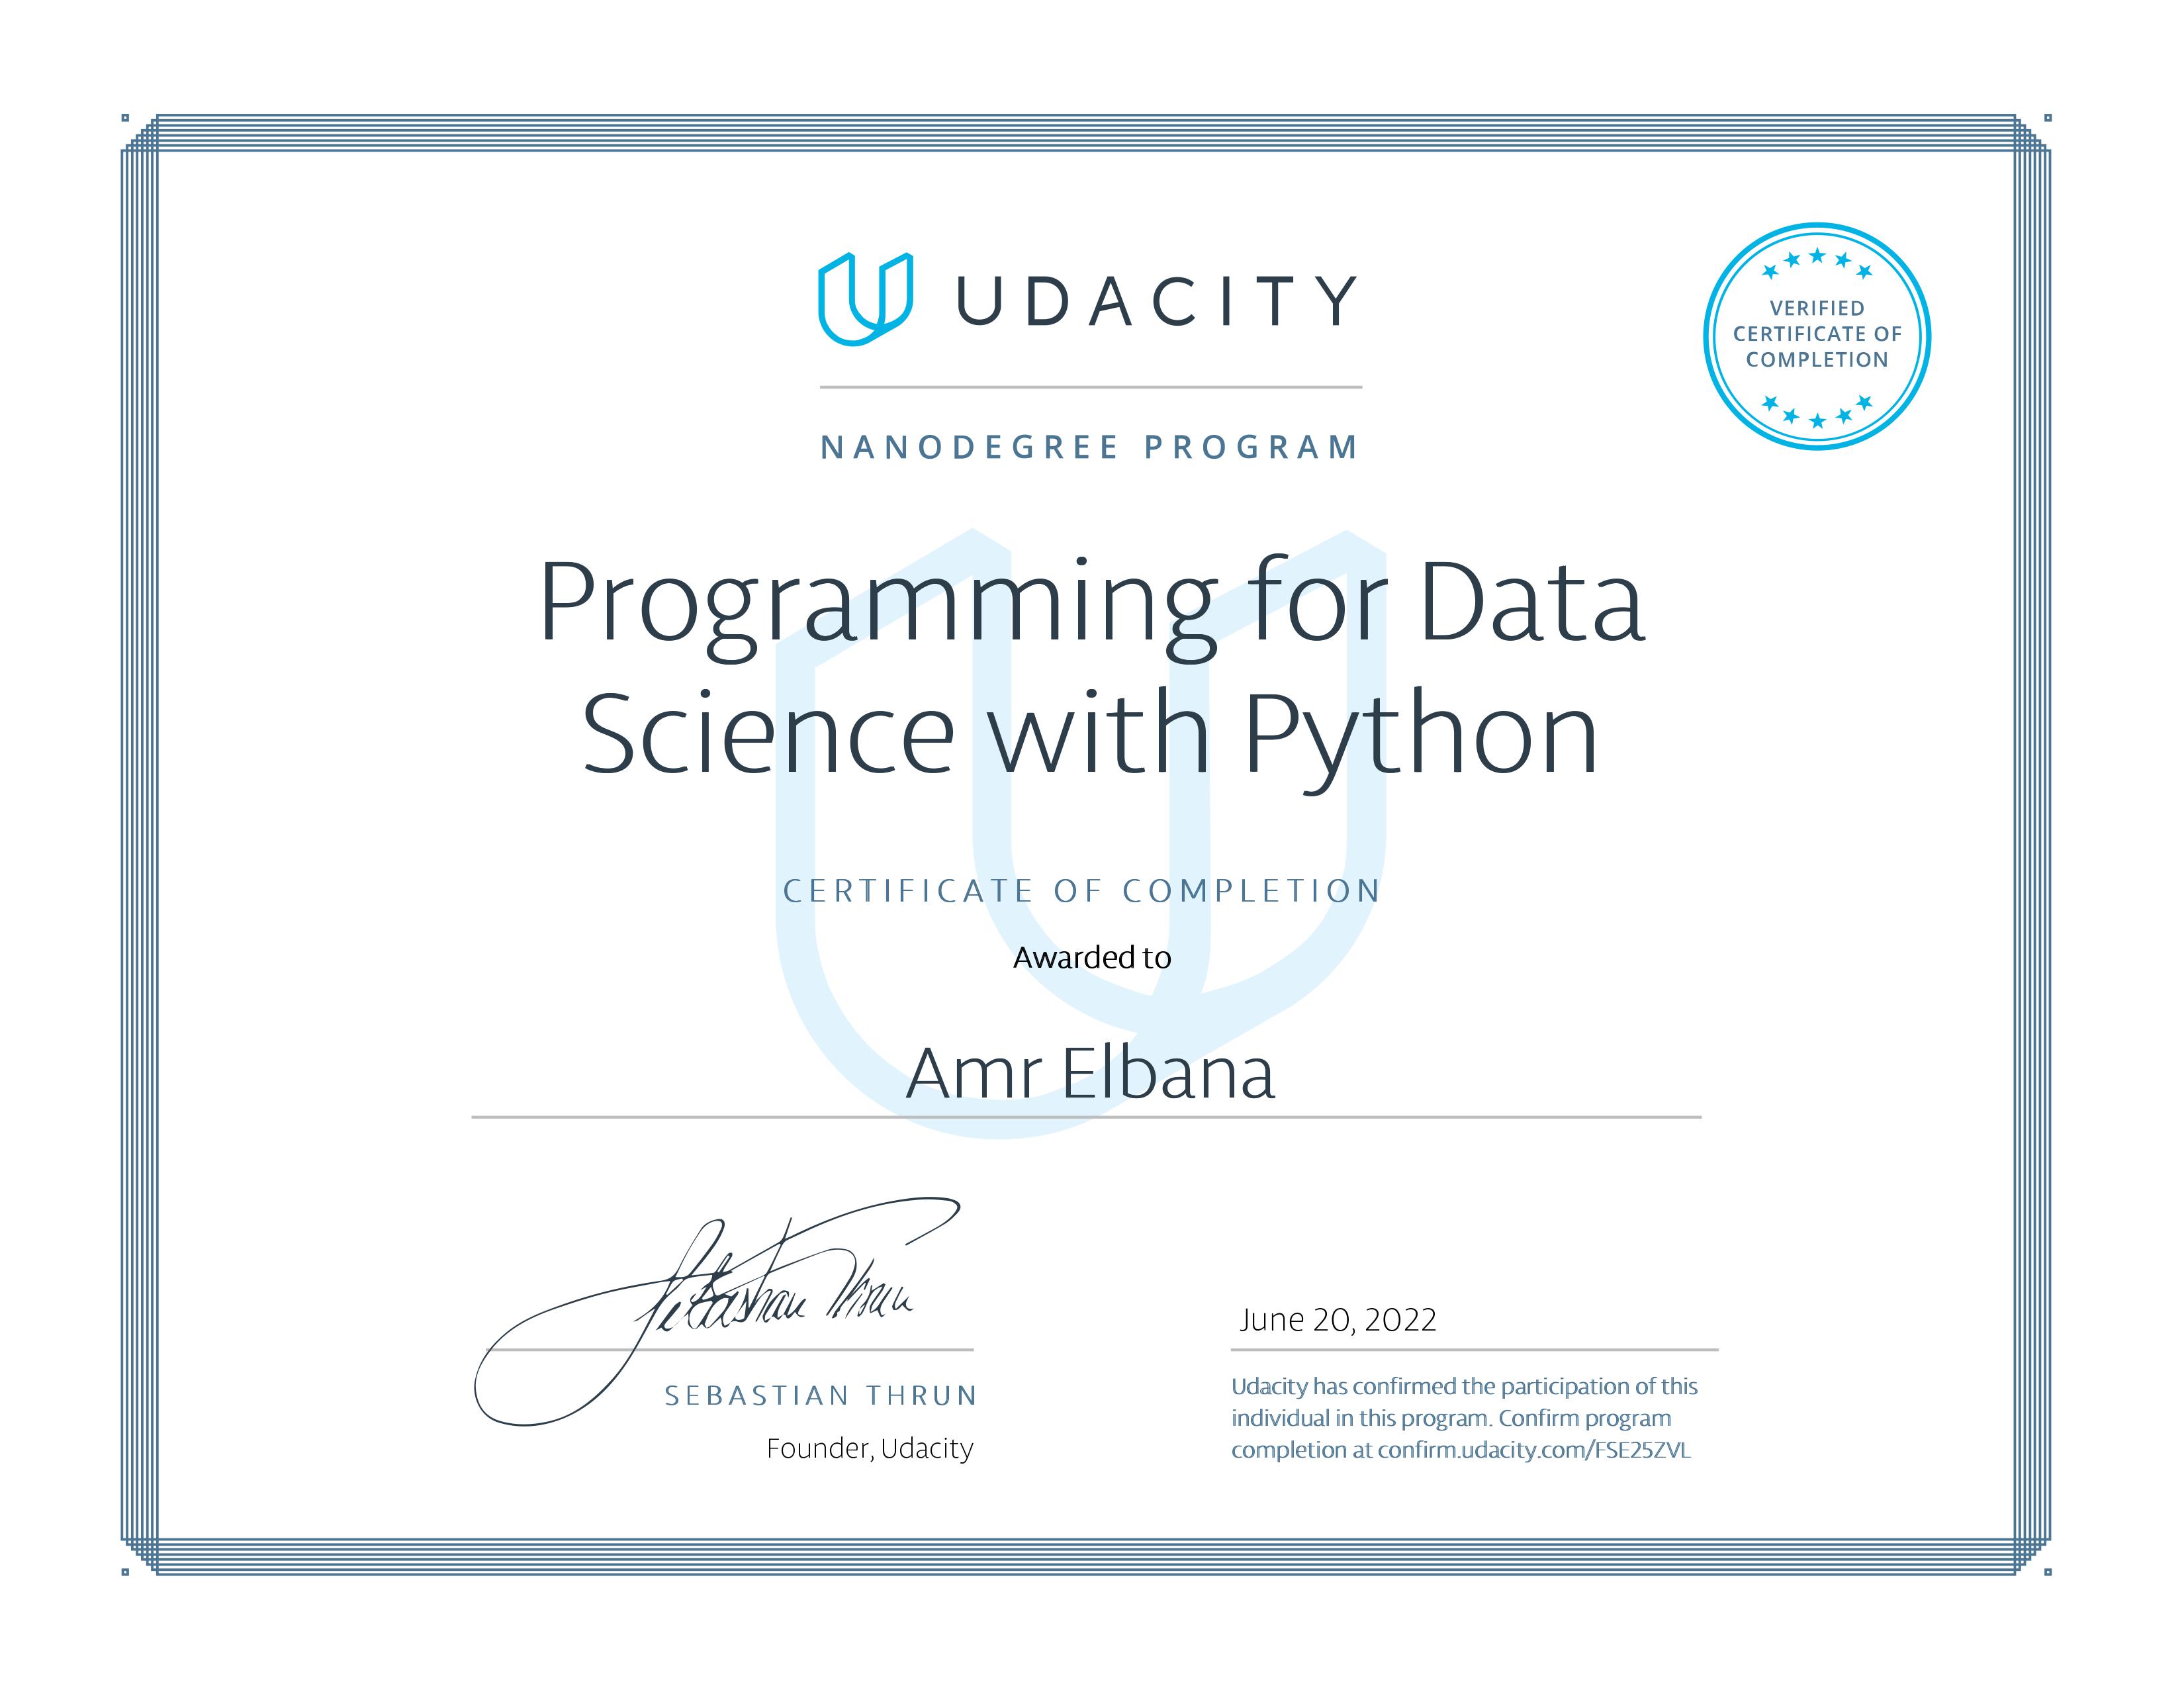 UDACITY
VERIFIED
CERTIFICATE OF
COMPLETION
NANODEGREE PROGRAM
Programming for Data
Science with Python
CERTIFICATE OF COMPLETION
Awarded to
Amr Elbana
Sebastian Thrun
June 20, 2022
SEBASTIAN THRUN
Founder, Udacity
Udacity has confirmed the participation of this
individual in this program. Confirm program
completion at confirm.udacity.com/FSE25ZVL